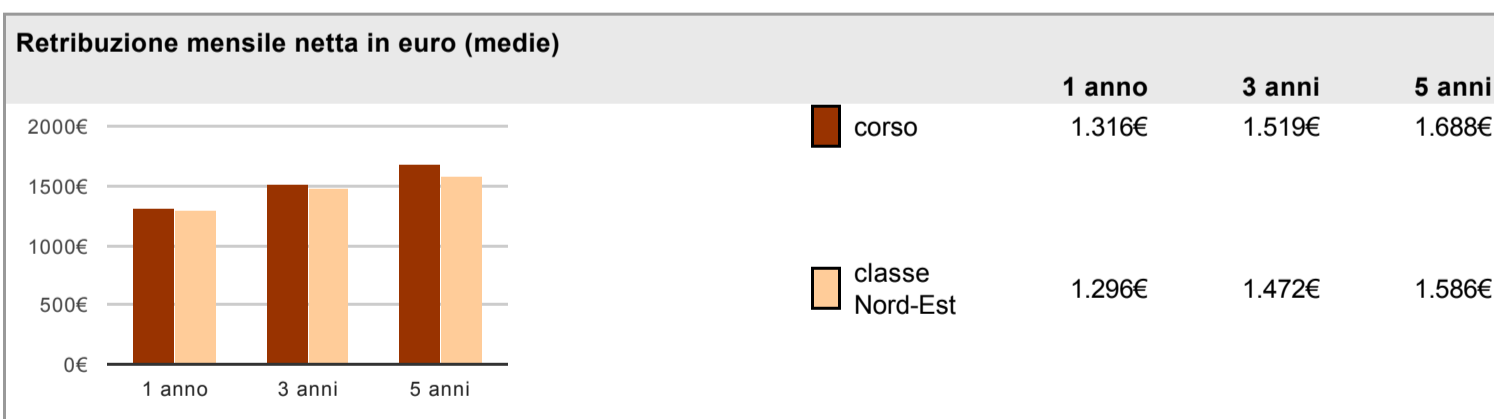 Retribuzione mensile netta in euro (medie)
1 anno 3 anni 5 anni
2000€
1500€
1000€
500€
0€
1 anno 3 anni 5 anni
corso 1.316€ 1.519€ 1.688€
classe
Nord-Est 1.296€ 1.472€ 1.586€